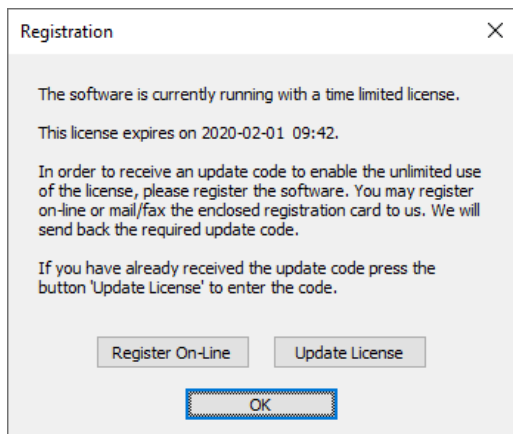 Registration
The software is currently running with a time limited license.
This license expires on 2020-02-01 09:42.
In order to receive an update code to enable the unlimited use
of the license, please register the software. You may register
on-line or mail/fax the enclosed registration card to us. We will
send back the required update code.
If you have already received the update code press the
button 'Update License' to enter the code.
Register On-Line
Update License
OK